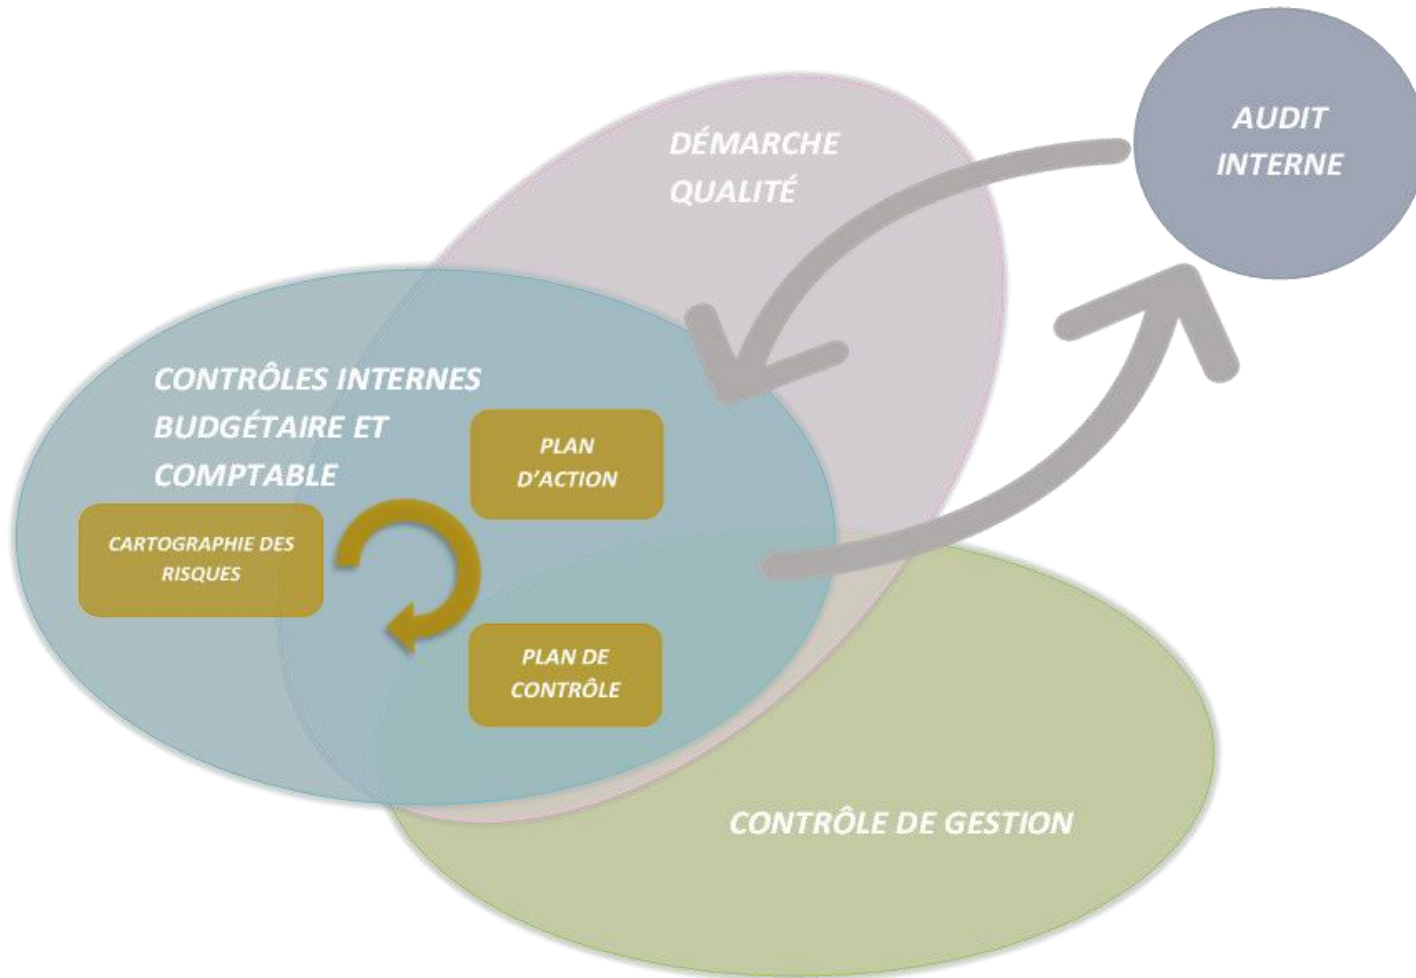 AUDIT
INTERNE
DÉMARCHE
QUALITÉ
CONTRÔLES INTERNES
BUDGÉTAIRE ET
COMPTABLE
PLAN
D’ACTION
CARTOGRAPHIE DES
RISQUES
PLAN DE
CONTRÔLE
CONTRÔLE DE GESTION